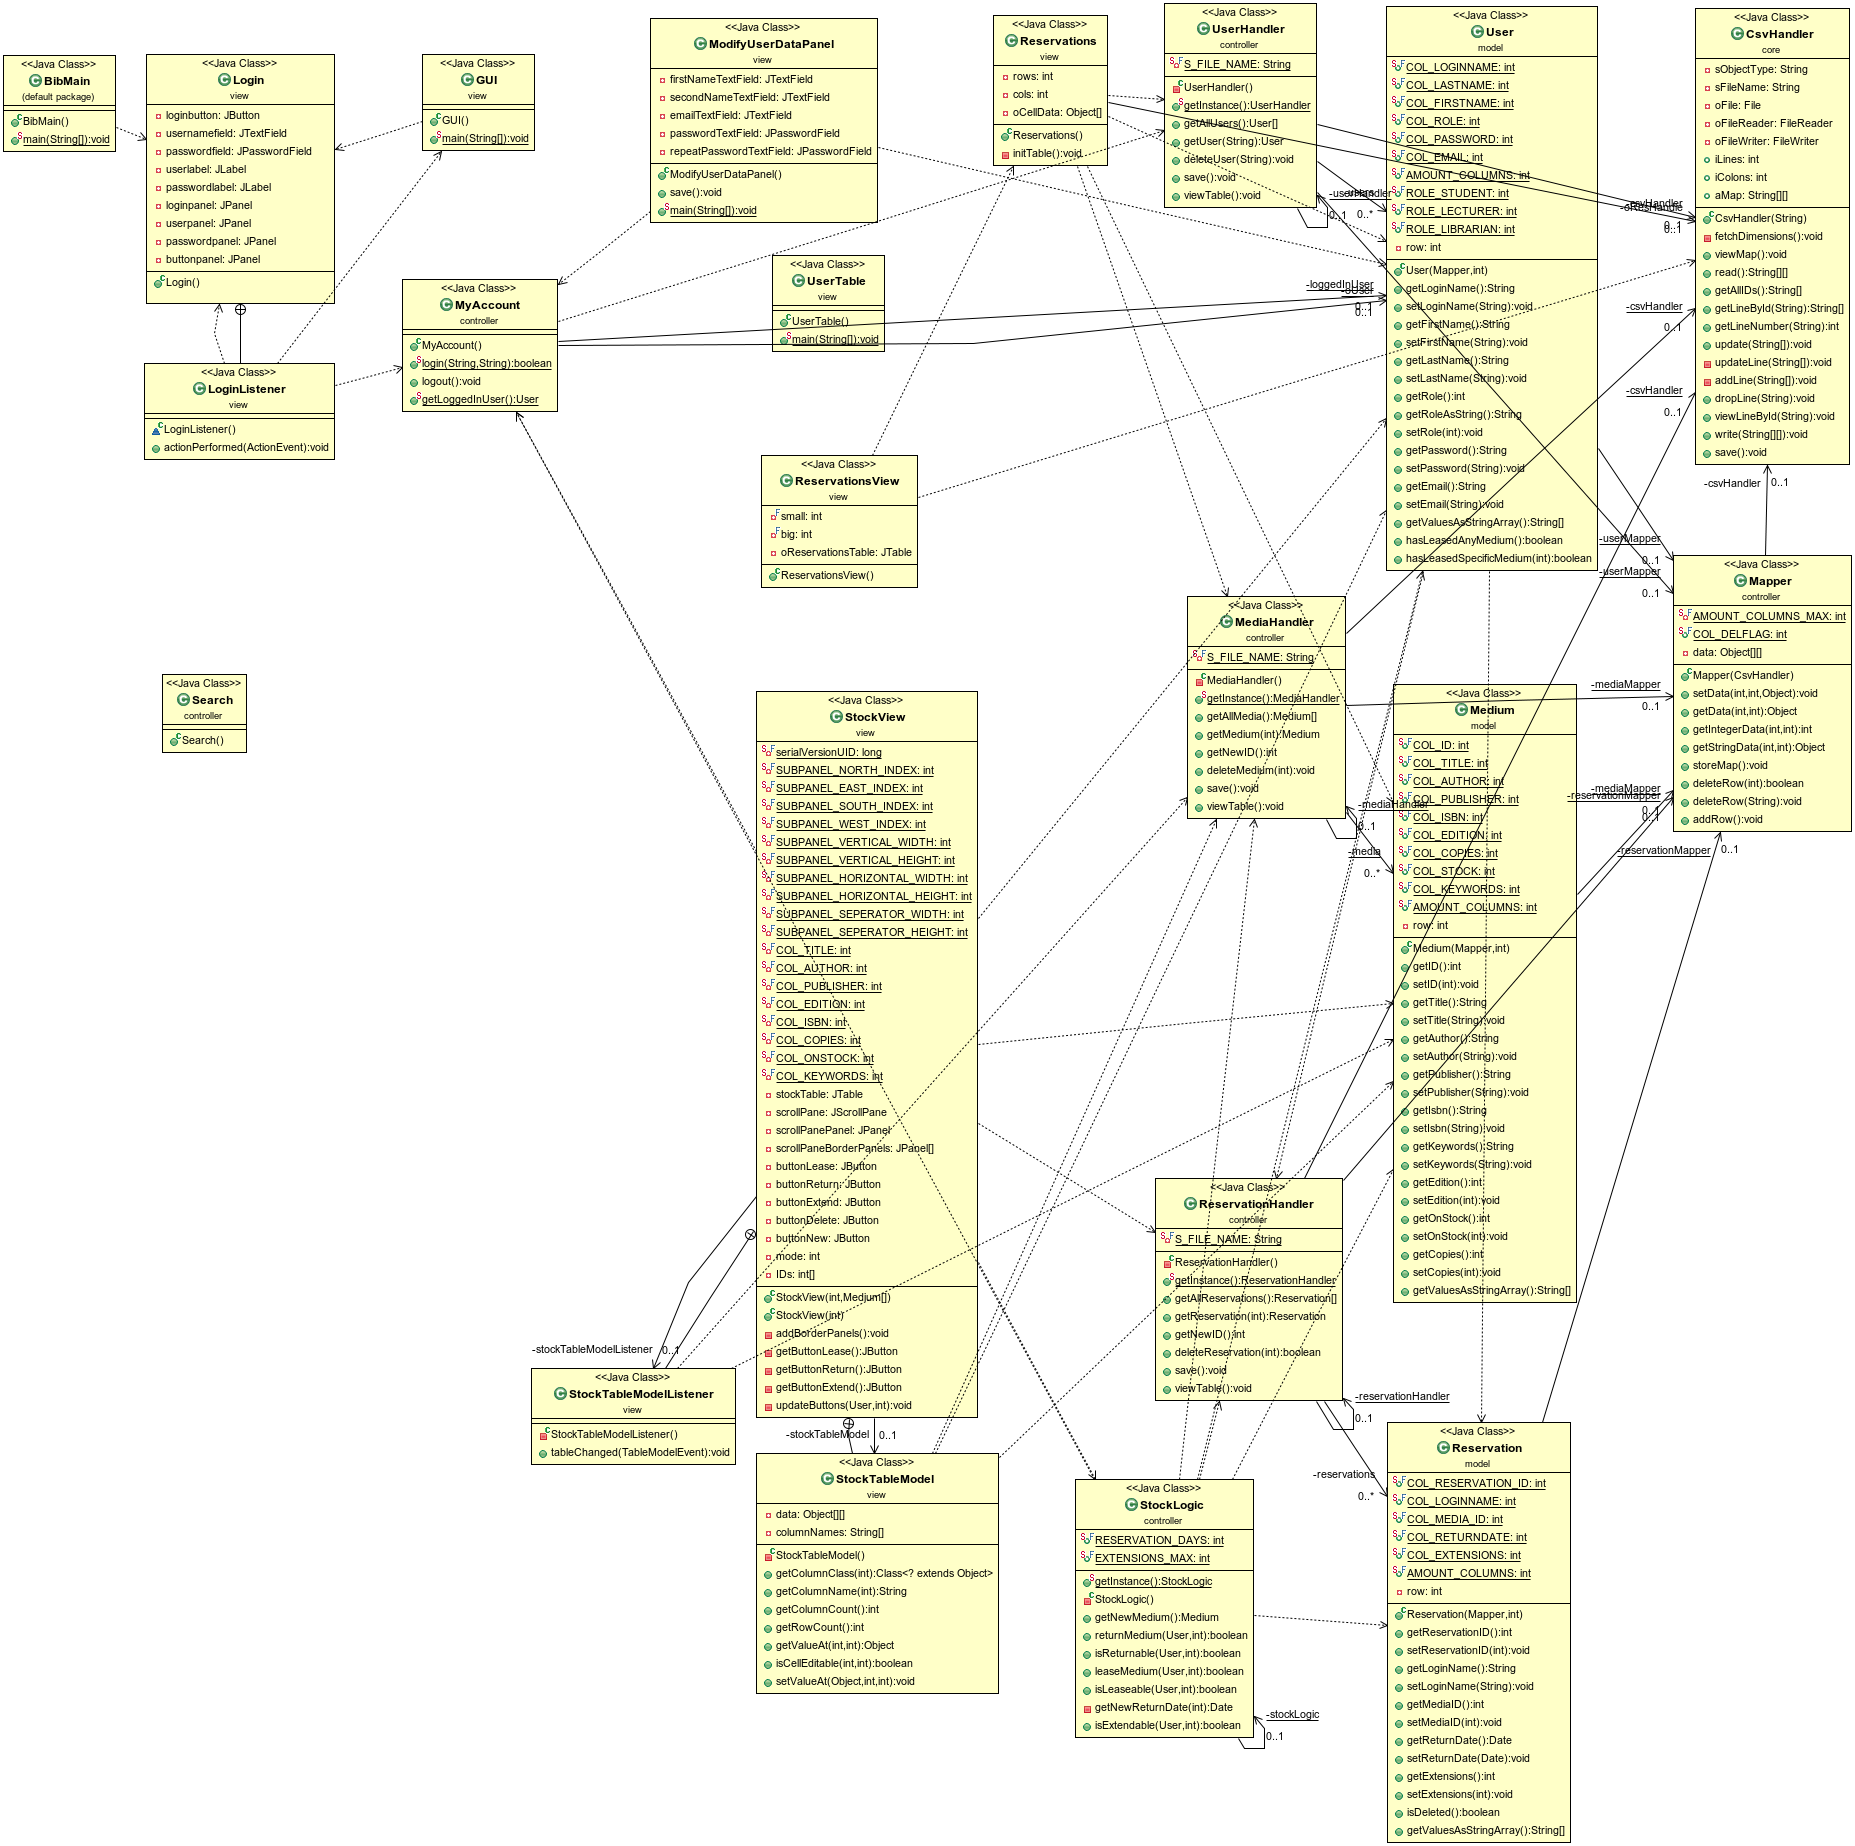 <<Java Class>>
BibMain
(default package)
BibMain()
main(String[]):void
<<Java Class>>
Login
view
loginbutton: JButton
usernamefield: JTextField
passwordfield: JPasswordField
userlabel: JLabel
passwordlabel: JLabel
loginpanel: JPanel
userpanel: JPanel
passwordpanel: JPanel
buttonpanel: JPanel
Login()
<<Java Class>>
GUI
view
GUI()
main(String[]):void
<<Java Class>>
ModifyUserDataPanel
view
firstNameTextField: JTextField
secondNameTextField: JTextField
emailTextField: JTextField
passwordTextField: JPasswordField
repeatPasswordTextField: JPasswordField
ModifyUserDataPanel()
save():void
main(String[]):void
<<Java Class>>
Reservations
view
rows: int
cols: int
oCellData: Object[]
Reservations()
initTable():void
<<Java Class>>
UserHandler
controller
S_FILE_NAME: String
UserHandler()
getInstance():UserHandler
getAllUsers():User[]
getUser(String):User
deleteUser(String):void
save():void
viewTable():void
-userHandler
0..1
0..*
<<Java Class>>
User
model
COL_LOGINNAME: int
COL_LASTNAME: int
COL_FIRSTNAME: int
COL_ROLE: int
COL_PASSWORD: int
COL_EMAIL: int
AMOUNT_COLUMNS: int
ROLE_STUDENT: int
ROLE_LECTURER: int
ROLE_LIBRARIAN: int
row: int
User(Mapper,int)
getLoginName():String
setLoginName(String):void
getFirstName():String
setFirstName(String):void
getLastName():String
setLastName(String):void
getRole():int
getRoleAsString():String
setRole(int):void
getPassword():String
setPassword(String):void
getEmail():String
setEmail(String):void
getValuesAsStringArray():String[]
hasLeasedAnyMedium():boolean
hasLeasedSpecificMedium(int):boolean
<<Java Class>>
CsvHandler
core
sObjectType: String
sFileName: String
oFile: File
oFileReader: FileReader
oFileWriter: FileWriter
iLines: int
iColons: int
aMap: String[][]
CsvHandler(String)
fetchDimensions():void
viewMap():void
read():String[][]
getAllIDs():String[]
getLineById(String):String[]
getLineNumber(String):int
update(String[]):void
updateLine(String[]):void
addLine(String[]):void
dropLine(String):void
viewLineById(String):void
write(String[][]):void
save():void
-csvHandler
0..1
-csvHandler
0..1
-csvHandler
0..1
<<Java Class>>
MyAccount
controller
MyAccount()
login(String,String):boolean
logout():void
getLoggedInUser():User
<<Java Class>>
UserTable
view
UserTable()
main(String[]):void
-loggedInUser
0..1
0..1
<<Java Class>>
LoginListener
view
LoginListener()
actionPerformed(ActionEvent):void
<<Java Class>>
ReservationsView
view
small: int
big: int
oReservationsTable: JTable
ReservationsView()
-userMapper
0..1
-userMapper
0..1
<<Java Class>>
Mapper
controller
AMOUNT_COLUMNS_MAX: int
COL_DELFLAG: int
data: Object[][]
Mapper(CsvHandler)
setData(int,int,Object):void
getData(int,int):Object
getIntegerData(int,int):int
getStringData(int,int):Object
storeMap():void
deleteRow(int):boolean
deleteRow(String):void
addRow():void
<<Java Class>>
MediaHandler
controller
S_FILE_NAME: String
MediaHandler()
getInstance():MediaHandler
getAllMedia():Medium[]
getMedium(int):Medium
getNewID():int
deleteMedium(int):void
save():void
viewTable():void
-mediaHandler
0..1
-media
0..*
-mediaMapper
0..1
-mediaMapper
0..1
-reservationMapper
0..1
-reservationMapper
0..1
<<Java Class>>
Search
controller
Search()
<<Java Class>>
Medium
model
COL_ID: int
COL_TITLE: int
COL_AUTHOR: int
COL_PUBLISHER: int
COL_ISBN: int
COL_EDITION: int
COL_COPIES: int
COL_STOCK: int
COL_KEYWORDS: int
AMOUNT_COLUMNS: int
row: int
Medium(Mapper,int)
getID():int
setID(int):void
getTitle():String
setTitle(String):void
getAuthor():String
setAuthor(String):void
getPublisher():String
setPublisher(String):void
getIsbn():String
setIsbn(String):void
getKeywords():String
setKeywords(String):void
getEdition():int
setEdition(int):void
getOnStock():int
setOnStock(int):void
getCopies():int
setCopies(int):void
getValuesAsStringArray():String[]
<<Java Class>>
StockView
view
serialVersionUID: long
SUBPANEL_NORTH_INDEX: int
SUBPANEL_EAST_INDEX: int
SUBPANEL_SOUTH_INDEX: int
SUBPANEL_WEST_INDEX: int
SUBPANEL_VERTICAL_WIDTH: int
SUBPANEL_VERTICAL_HEIGHT: int
SUBPANEL_HORIZONTAL_WIDTH: int
SUBPANEL_HORIZONTAL_HEIGHT: int
SUBPANEL_SEPERATOR_WIDTH: int
SUBPANEL_SEPERATOR_HEIGHT: int
COL_TITLE: int
COL_AUTHOR: int
COL_PUBLISHER: int
COL_EDITION: int
COL_ISBN: int
COL_COPIES: int
COL_ONSTOCK: int
COL_KEYWORDS: int
stockTable: JTable
scrollPane: JScrollPane
scrollPanePanel: JPanel
scrollPaneBorderPanels: JPanel[]
buttonLease: JButton
buttonReturn: JButton
buttonExtend: JButton
buttonDelete: JButton
buttonNew: JButton
mode: int
IDs: int[]
StockView(int,Medium[])
StockView(int)
addBorderPanels():void
getButtonLease():JButton
getButtonReturn():JButton
getButtonExtend():JButton
updateButtons(User,int):void
<<Java Class>>
ReservationHandler
controller
S_FILE_NAME: String
ReservationHandler()
getInstance():ReservationHandler
getAllReservations():Reservation[]
getReservation(int):Reservation
getNewID():int
deleteReservation(int):boolean
save():void
viewTable():void
-reservationHandler
0..1
-reservations
0..*
-stockTableModelListener
0..1
<<Java Class>>
StockTableModelListener
view
StockTableModelListener()
tableChanged(TableModelEvent):void
-stockTableModel
0..1
<<Java Class>>
StockTableModel
view
data: Object[][]
columnNames: String[]
StockTableModel()
getColumnClass(int):Class<? extends Object>
getColumnName(int):String
getColumnCount():int
getRowCount():int
getValueAt(int,int):Object
isCellEditable(int,int):boolean
setValueAt(Object,int,int):void
<<Java Class>>
StockLogic
controller
RESERVATION_DAYS: int
EXTENSIONS_MAX: int
getInstance():StockLogic
StockLogic()
getNewMedium():Medium
returnMedium(User,int):boolean
isReturnable(User,int):boolean
leaseMedium(User,int):boolean
isLeaseable(User,int):boolean
getNewReturnDate(int):Date
isExtendable(User,int):boolean
-stockLogic
0..1
<<Java Class>>
Reservation
model
COL_RESERVATION_ID: int
COL_LOGINNAME: int
COL_MEDIA_ID: int
COL_RETURNDATE: int
COL_EXTENSIONS: int
AMOUNT_COLUMNS: int
row: int
Reservation(Mapper,int)
getReservationID():int
setReservationID(int):void
getLoginName():String
setLoginName(String):void
getMediaID():int
setMediaID(int):void
getReturnDate():Date
setReturnDate(Date):void
getExtensions():int
setExtensions(int):void
isDeleted():boolean
getValuesAsStringArray():String[]